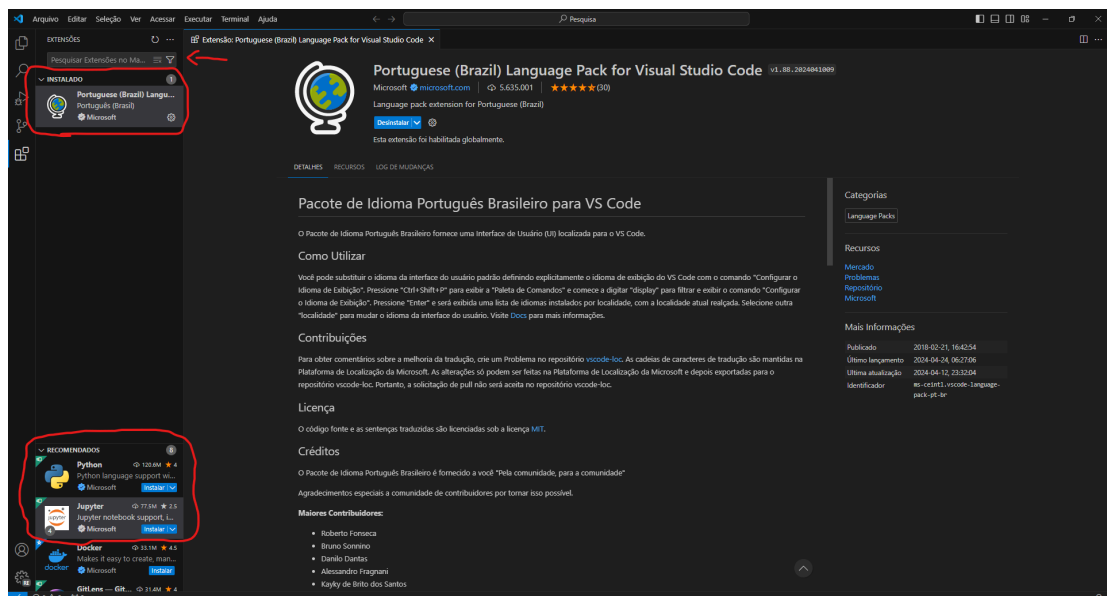 Arquivo Editar Seleção Ver Acessar Executar Terminal Ajuda
Pesquisa
EXTENSÕES
Extensão: Portuguese (Brazil) Language Pack for Visual Studio Code
Pesquisar Extensões no Ma...
INSTALADO 1
Portuguese (Brazil) Langu...
Português (Brasil)
Microsoft
RECOMENDADOS 8
Python 120.6M 4
Python language support wi...
Microsoft Instalar
Jupyter 77.5M 2.5
Jupyter notebook support, i...
Microsoft Instalar
4
Docker 33.1M 4.5
Makes it easy to create, man...
docker Microsoft Instalar
GitLens — Git... 31.4M 4
Portuguese (Brazil) Language Pack for Visual Studio Code v1.88.2024041009
Microsoft microsoft.com 5.635.001 (30)
Language pack extension for Portuguese (Brazil)
Desinstalar
Esta extensão foi habilitada globalmente.
DETALHES RECURSOS LOG DE MUDANÇAS
Pacote de Idioma Português Brasileiro para VS Code
O Pacote de Idioma Português Brasileiro fornece uma Interface de Usuário (UI) localizada para o VS Code.
Como Utilizar
Você pode substituir o idioma da interface do usuário padrão definindo explicitamente o idioma de exibição do VS Code com o comando "Configurar o
Idioma de Exibição". Pressione "Ctrl+Shift+P" para exibir a "Paleta de Comandos" e comece a digitar "display" para filtrar e exibir o comando "Configurar
o Idioma de Exibição". Pressione "Enter" e será exibida uma lista de idiomas instalados por localidade, com a localidade atual realçada. Selecione outra
"localidade" para mudar o idioma da interface do usuário. Visite Docs para mais informações.
Contribuições
Para obter comentários sobre a melhoria da tradução, crie um Problema no repositório vscode-loc. As cadeias de caracteres de tradução são mantidas na
Plataforma de Localização da Microsoft. As alterações só podem ser feitas na Plataforma de Localização da Microsoft e depois exportadas para o
repositório vscode-loc. Portanto, a solicitação de pull não será aceita no repositório vscode-loc.
Licença
O código fonte e as sentenças traduzidas são licenciadas sob a licença MIT.
Créditos
O Pacote de Idioma Português Brasileiro é fornecido a você "Pela comunidade, para a comunidade"
Agradecimentos especiais a comunidade de contribuidores por tornar isso possível.
Maiores Contribuidores:
Roberto Fonseca
Bruno Sonnino
Danilo Dantas
Alessandro Fragnani
Kayky de Brito dos Santos
Categorias
Language Packs
Recursos
Mercado
Problemas
Repositório
Microsoft
Mais Informações
Publicado 2018-02-21, 16:42:54
Último lançamento 2024-04-24, 06:27:06
Ultima atualização 2024-04-12, 23:32:04
Identificador ms-ceintl.vscode-language-
pack-pt-br